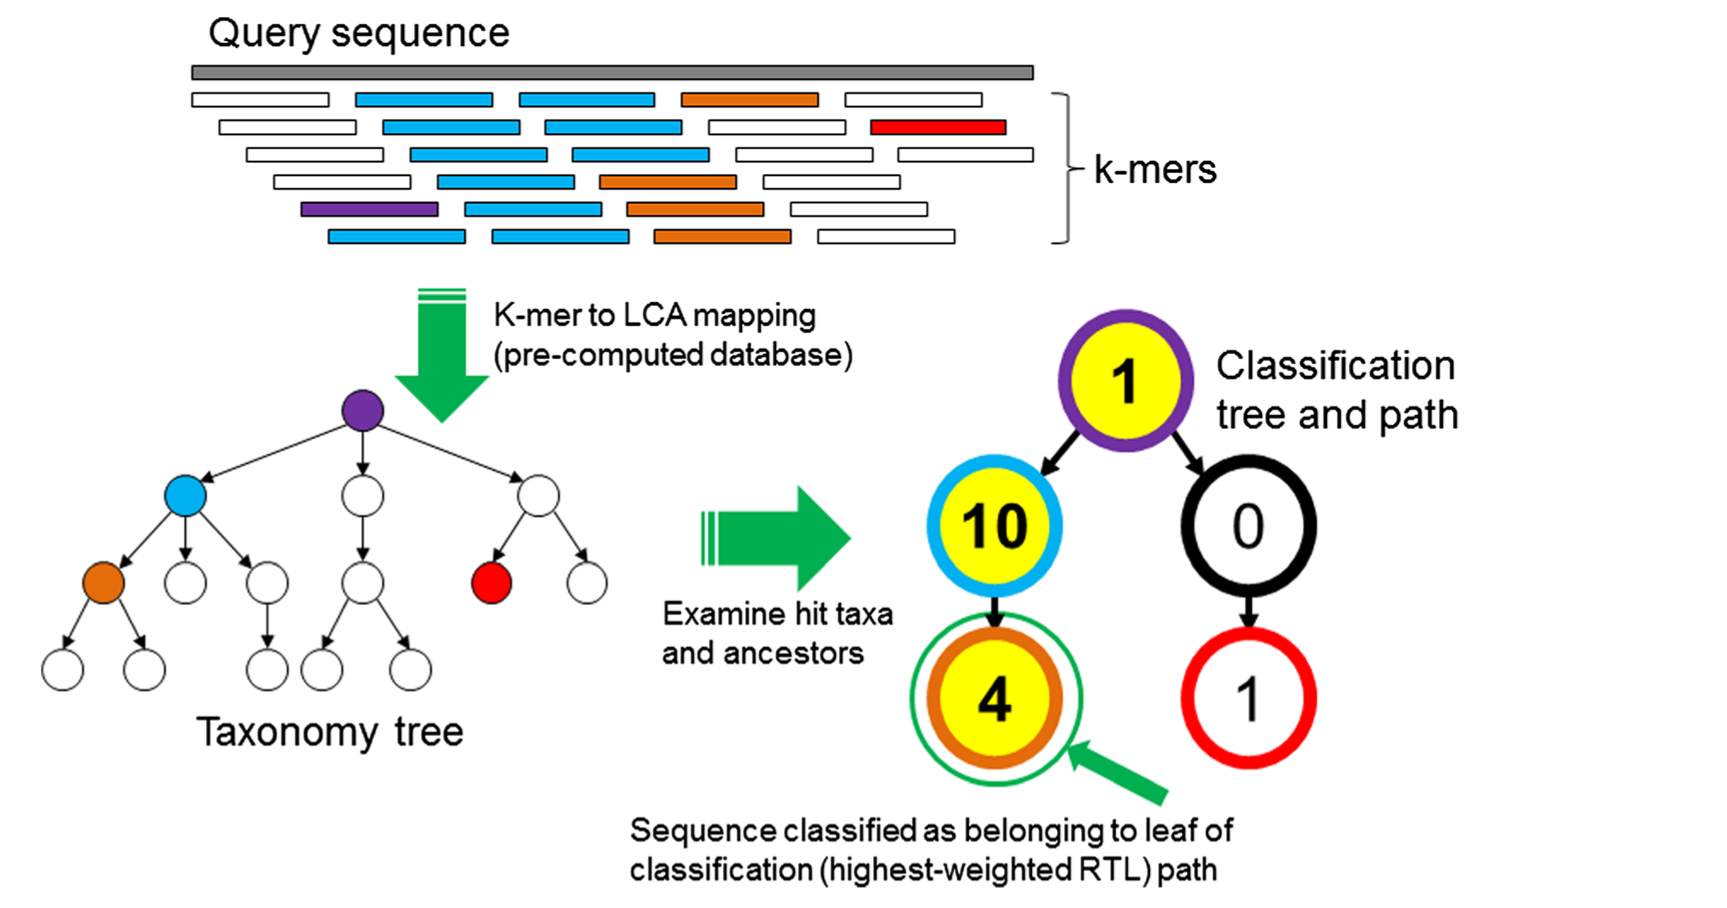 Query sequence
k-mers
K-mer to LCA mapping
(pre-computed database)
Classification
tree and path
1
10
0
4
1
Examine hit taxa
and ancestors
Taxonomy tree
Sequence classified as belonging to leaf of
classification (highest-weighted RTL) path